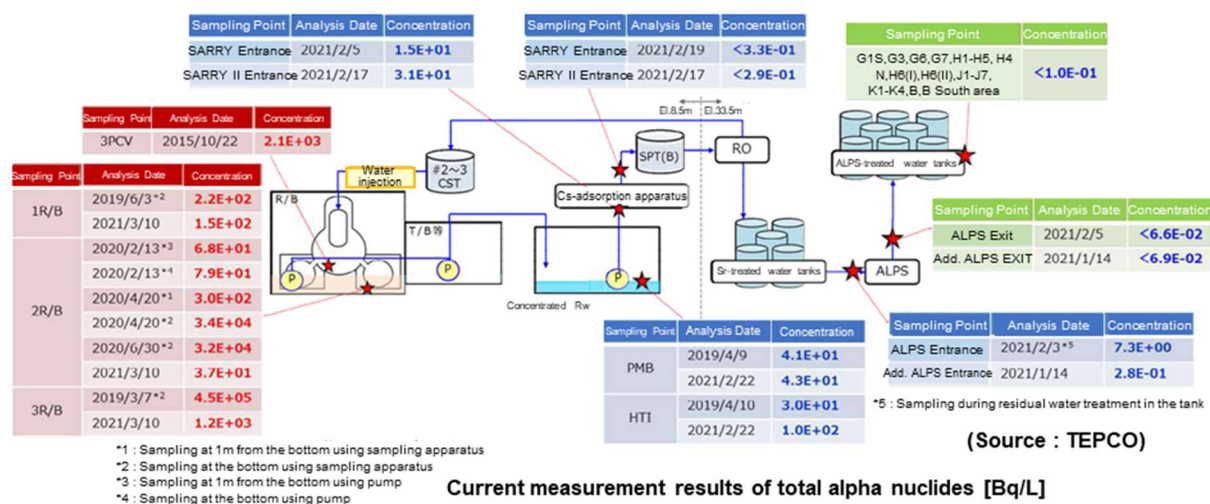 Sampling Point Analysis Date Concentration
SARRY Entrance 2021/2/5 1.5E+01
SARRY II Entrance 2021/2/17 3.1E+01
Sampling Point Analysis Date Concentration
SARRY Entrance 2021/2/19 <3.3E-01
SARRY II Entrance 2021/2/17 <2.9E-01
Sampling Point Concentration
G1S,G3,G6,G7,H1-H5, H4
N,H6(I),H6(II),J1-J7,
K1-K4,B,B South area
<1.0E-01
Sampling Point Analysis Date Concentration
3PCV 2015/10/22 2.1E+03
El.8.5m El.33.5m
Water
injection
#2～3
CST
SPT(B)
RO
ALPS-treated water tanks
Cs-adsorption apparatus
R/B
T/B等
P
P
P
Concentrated Rw
Sr-treated water tanks
ALPS
Sampling Point Analysis Date Concentration
1R/B
2019/6/3*2 2.2E+02
2021/3/10 1.5E+02
2R/B
2020/2/13*3 6.8E+01
2020/2/13*4 7.9E+01
2020/4/20*1 3.0E+02
2020/4/20*2 3.4E+04
2020/6/30*2 3.2E+04
2021/3/10 3.7E+01
3R/B
2019/3/7*2 4.5E+05
2021/3/10 1.2E+03
Sampling Point Analysis Date Concentration
ALPS Exit 2021/2/5 <6.6E-02
Add. ALPS EXIT 2021/1/14 <6.9E-02
Sampling Point Analysis Date Concentration
PMB
2019/4/9 4.1E+01
2021/2/22 4.3E+01
HTI
2019/4/10 3.0E+01
2021/2/22 1.0E+02
Sampling Point Analysis Date Concentration
ALPS Entrance 2021/2/3*5 7.3E+00
Add. ALPS Entrance 2021/1/14 2.8E-01
*5 : Sampling during residual water treatment in the tank
(Source : TEPCO)
*1 : Sampling at 1m from the bottom using sampling apparatus
*2 : Sampling at the bottom using sampling apparatus
*3 : Sampling at 1m from the bottom using pump
*4 : Sampling at the bottom using pump
Current measurement results of total alpha nuclides [Bq/L]